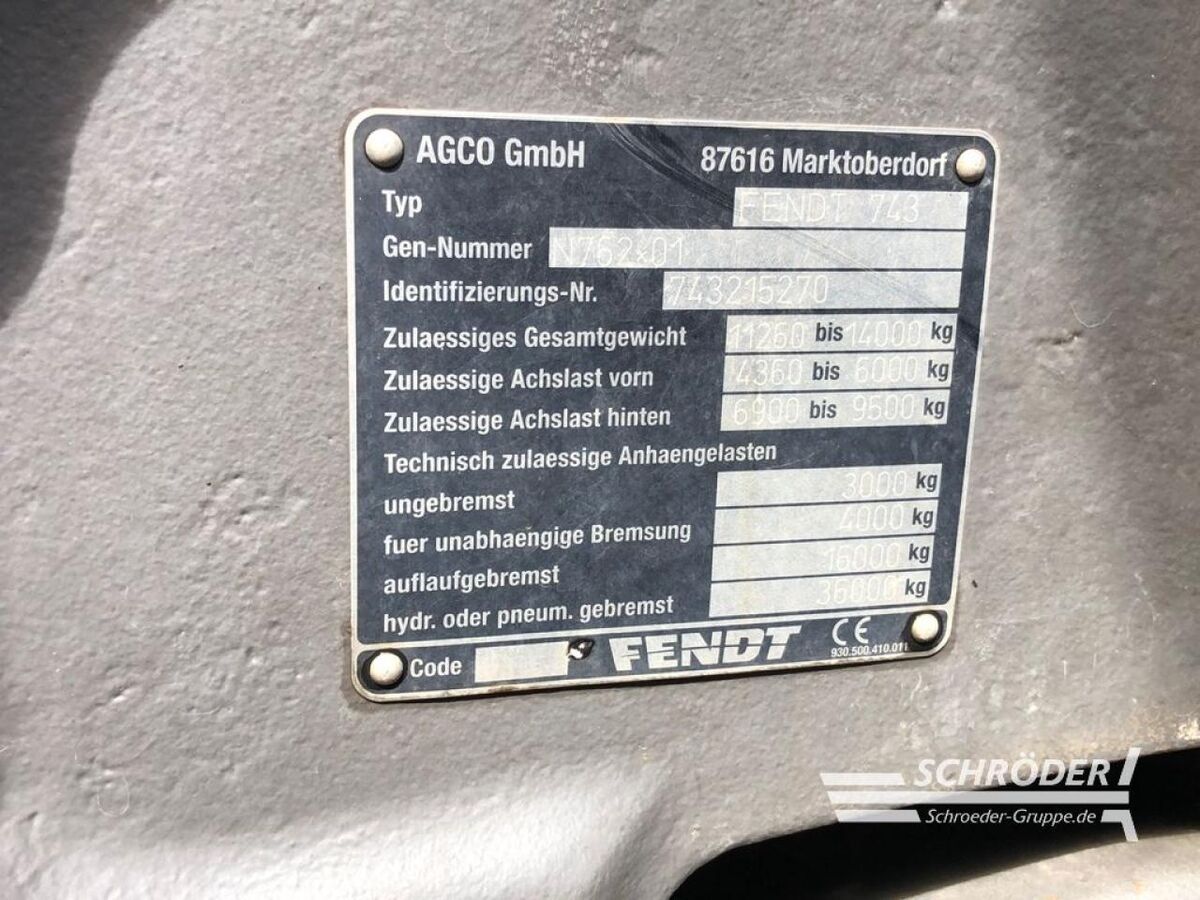 AGCO GmbH 87616 Marktoberdorf
Typ FENDT 743
Gen-Nummer N762*01
Identifizierungs-Nr. 743215270
Zulaessiges Gesamtgewicht 11260 bis 14000 kg
Zulaessige Achslast vorn 4360 bis 6000 kg
Zulaessige Achslast hinten 6900 bis 9500 kg
Technisch zulaessige Anhaengelasten
ungebremst 3000 kg
fuer unabhaengige Bremsung 4000 kg
auflaufgebremst 16000 kg
hydr. oder pneum. gebremst 36000 kg
Code FENDT CE
930.500.410.011
SCHRÖDER
Schroeder-Gruppe.de